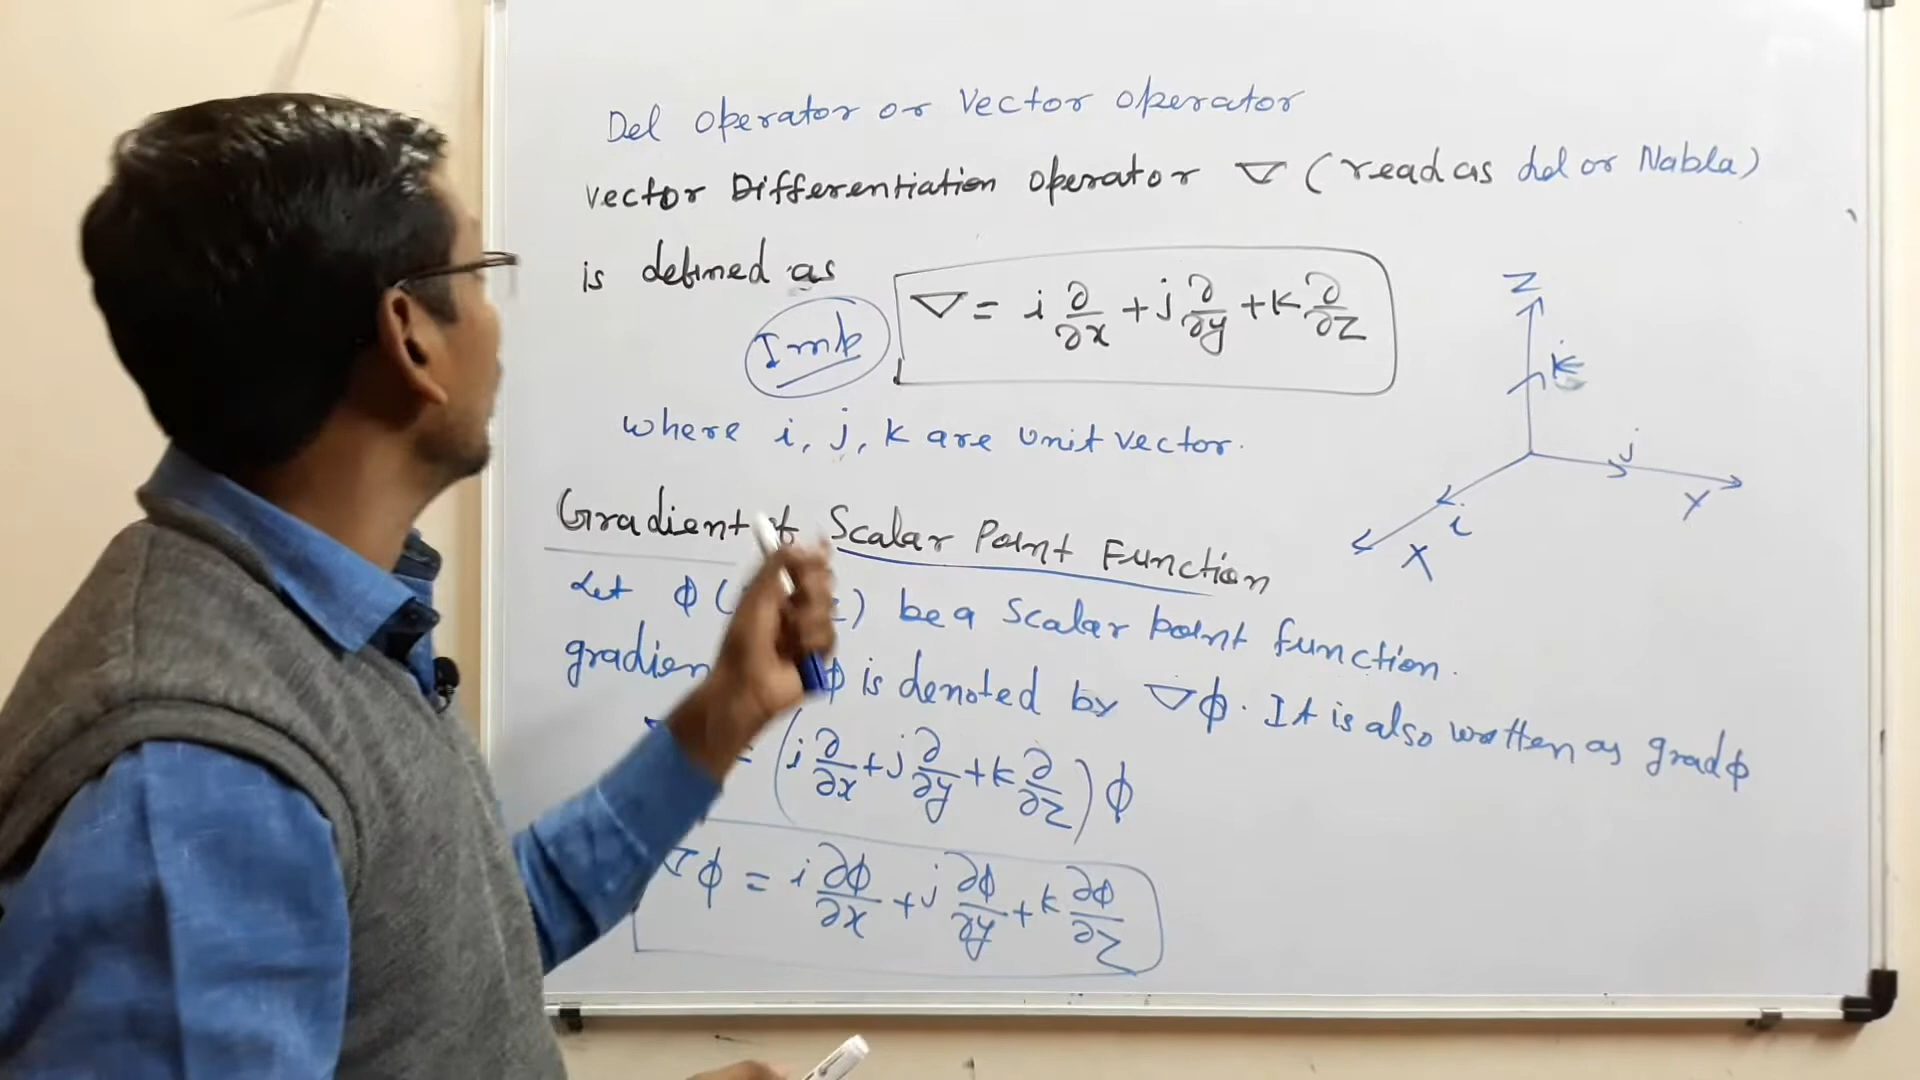 Del operator or Vector operator
Vector Differentiation operator ∇ (read as del or Nabla)
is defined as
Imp
∇ = i ∂/∂x + j ∂/∂y + k ∂/∂z
Z
k
j
Y
i
X
where i, j, k are unit vector.
Gradient of Scalar Point Function
Let ϕ ( ) be a scalar point function.
ϕ is denoted by ∇ϕ. It is also written as grad ϕ
= (i ∂/∂x + j ∂/∂y + k ∂/∂z) ϕ
∇ϕ = i ∂ϕ/∂x + j ∂ϕ/∂y + k ∂ϕ/∂z